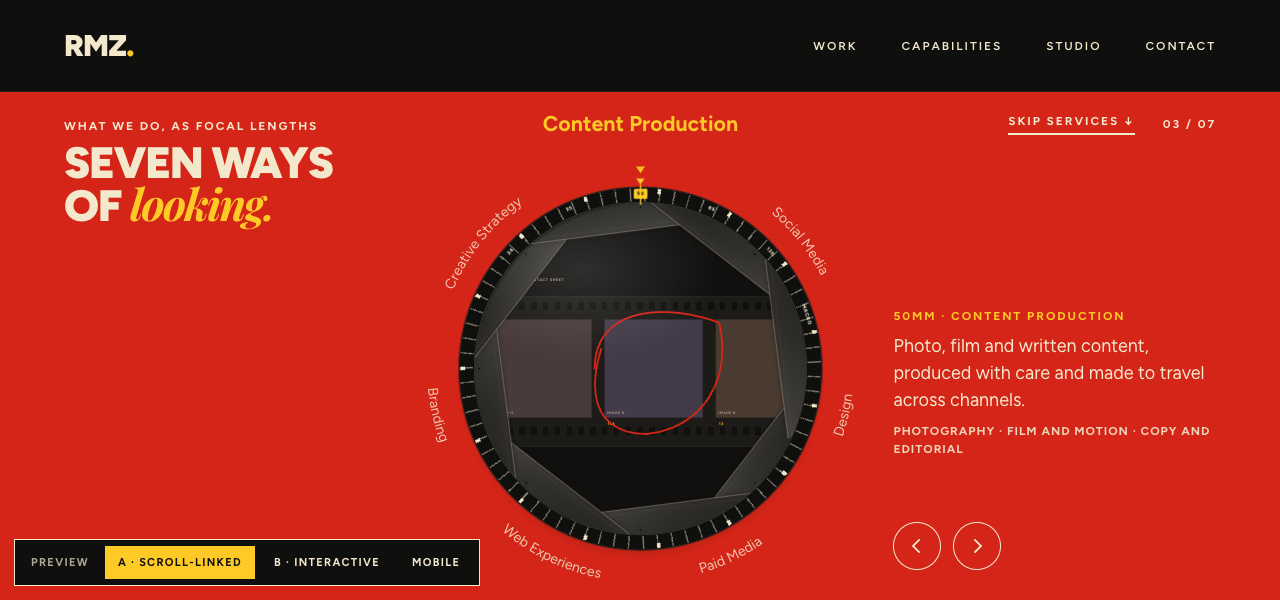 RMZ.
WORK
CAPABILITIES
STUDIO
CONTACT
WHAT WE DO, AS FOCAL LENGTHS
SEVEN WAYS
OF looking.
Content Production
SKIP SERVICES ↓
03 / 07
Creative Strategy
Social Media
Branding
Design
Web Experiences
Paid Media
50MM · CONTENT PRODUCTION
Photo, film and written content,
produced with care and made to travel
across channels.
PHOTOGRAPHY · FILM AND MOTION · COPY AND
EDITORIAL
PREVIEW
A · SCROLL-LINKED
B · INTERACTIVE
MOBILE